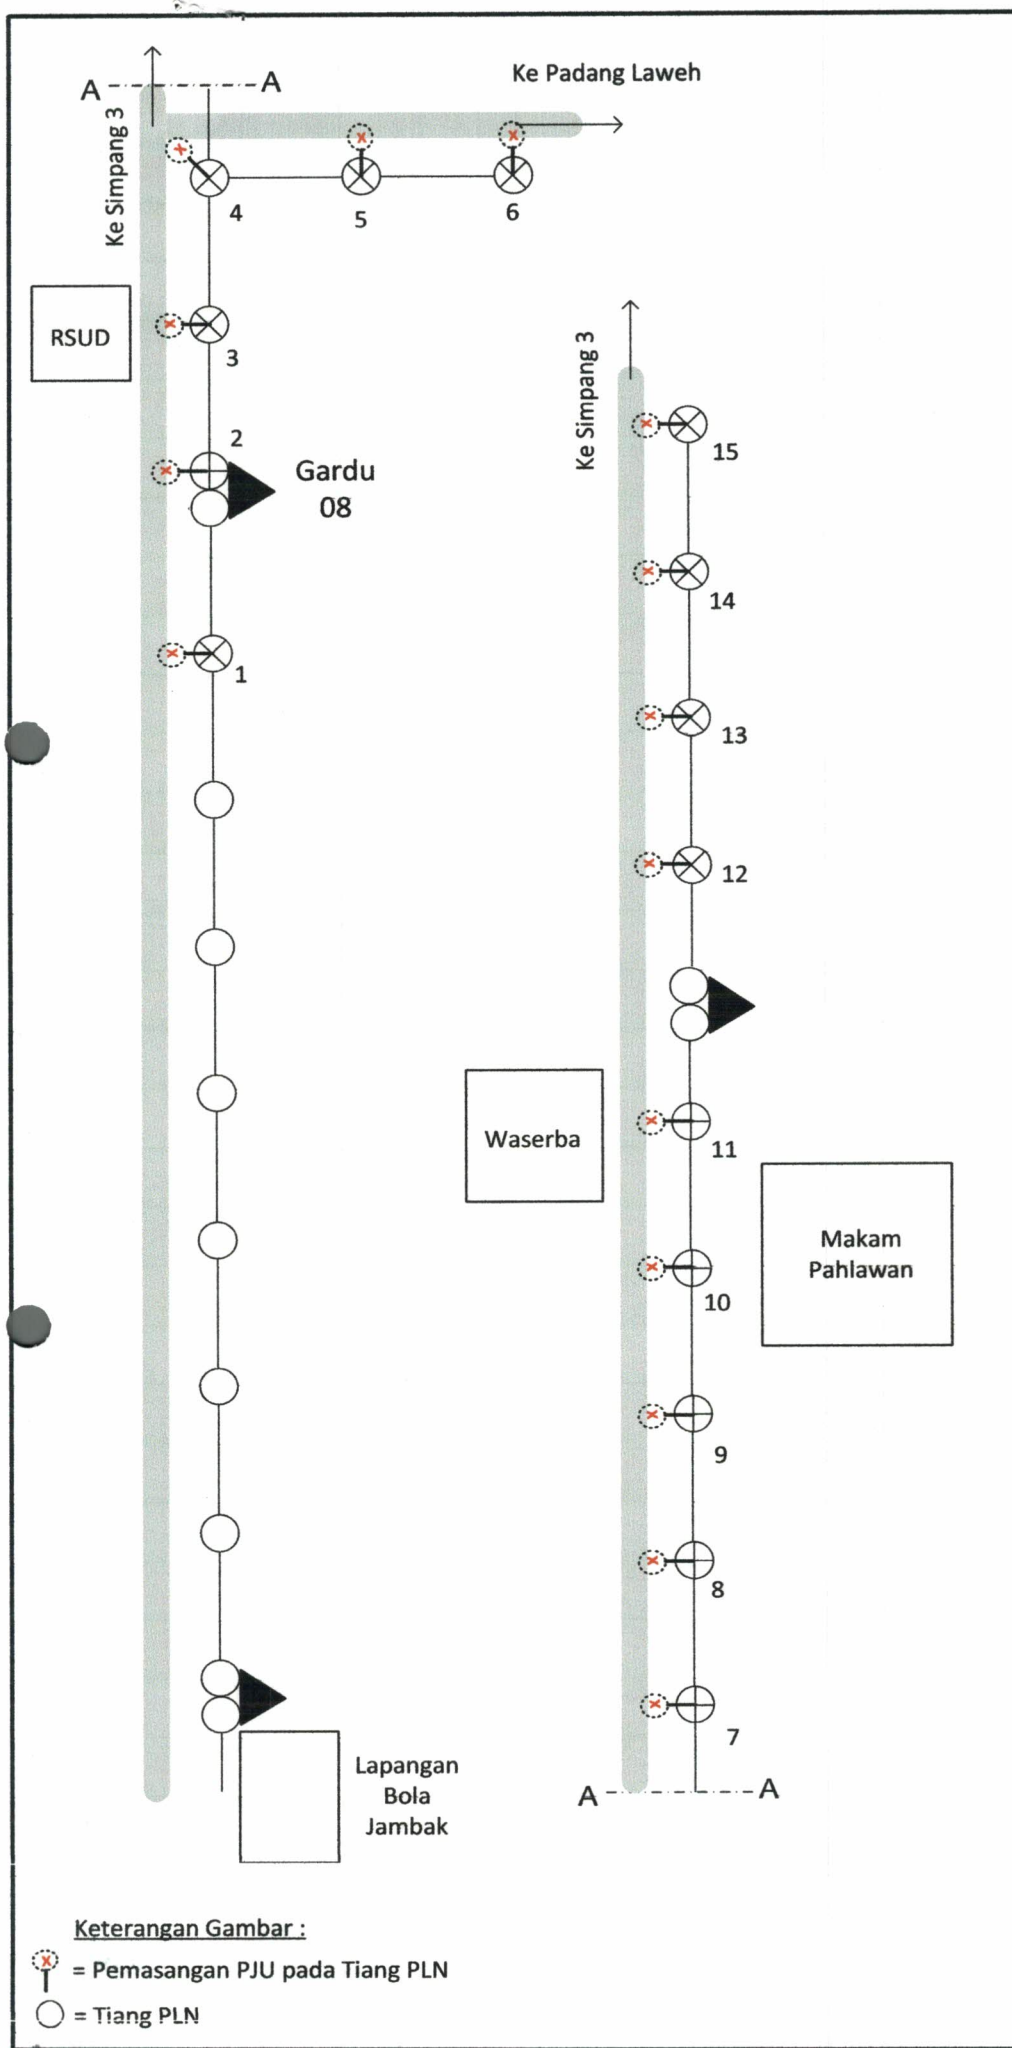 A A
Ke Padang Laweh
Ke Simpang 3
4
5
6
RSUD
3
2
Gardu
08
1
Lapangan
Bola
Jambak
Ke Simpang 3
15
14
13
12
Waserba
11
Makam
Pahlawan
10
9
8
7
A A
Keterangan Gambar :
x = Pemasangan PJU pada Tiang PLN
= Tiang PLN